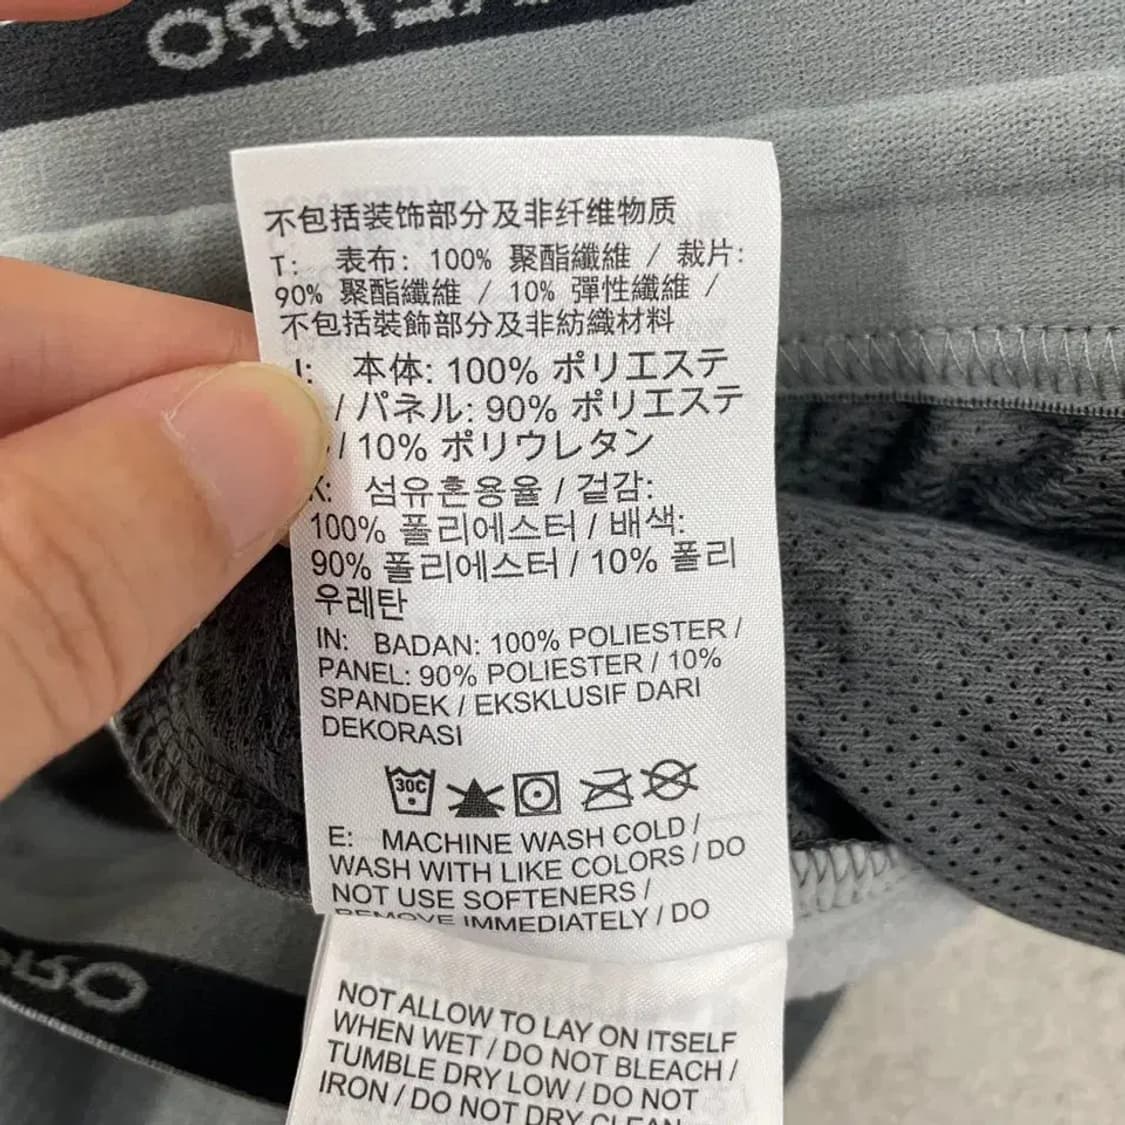 不包括装饰部分及非纤维物质
T: 表布: 100% 聚酯纖維 / 裁片:
90% 聚酯纖維 / 10% 彈性纖維 /
不包括裝飾部分及非紡織材料
J: 本体: 100% ポリエステ
/ パネル: 90% ポリエステ
/ 10% ポリウレタン
K: 섬유혼용율 / 겉감:
100% 폴리에스터 / 배색:
90% 폴리에스터 / 10% 폴리
우레탄
IN: BADAN: 100% POLIESTER /
PANEL: 90% POLIESTER / 10%
SPANDEK / EKSKLUSIF DARI
DEKORASI
30C
E: MACHINE WASH COLD /
WASH WITH LIKE COLORS / DO
NOT USE SOFTENERS /
REMOVE IMMEDIATELY / DO
NOT ALLOW TO LAY ON ITSELF
WHEN WET / DO NOT BLEACH /
TUMBLE DRY LOW / DO NOT
IRON / DO NOT DRY CLEAN